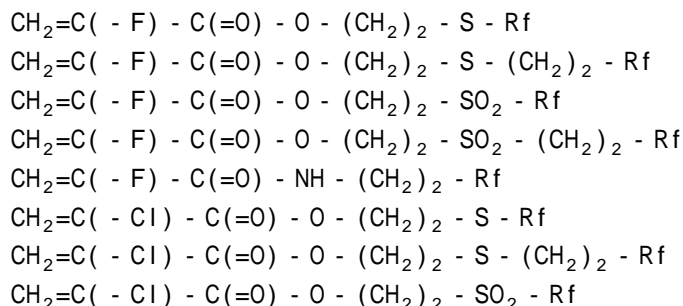 CH₂=C( - F) - C(=O) - O - (CH₂)₂ - S - Rf
CH₂=C( - F) - C(=O) - O - (CH₂)₂ - S - (CH₂)₂ - Rf
CH₂=C( - F) - C(=O) - O - (CH₂)₂ - SO₂ - Rf
CH₂=C( - F) - C(=O) - O - (CH₂)₂ - SO₂ - (CH₂)₂ - Rf
CH₂=C( - F) - C(=O) - NH - (CH₂)₂ - Rf
CH₂=C( - Cl) - C(=O) - O - (CH₂)₂ - S - Rf
CH₂=C( - Cl) - C(=O) - O - (CH₂)₂ - S - (CH₂)₂ - Rf
CH₂=C( - Cl) - C(=O) - O - (CH₂)₂ - SO₂ - Rf